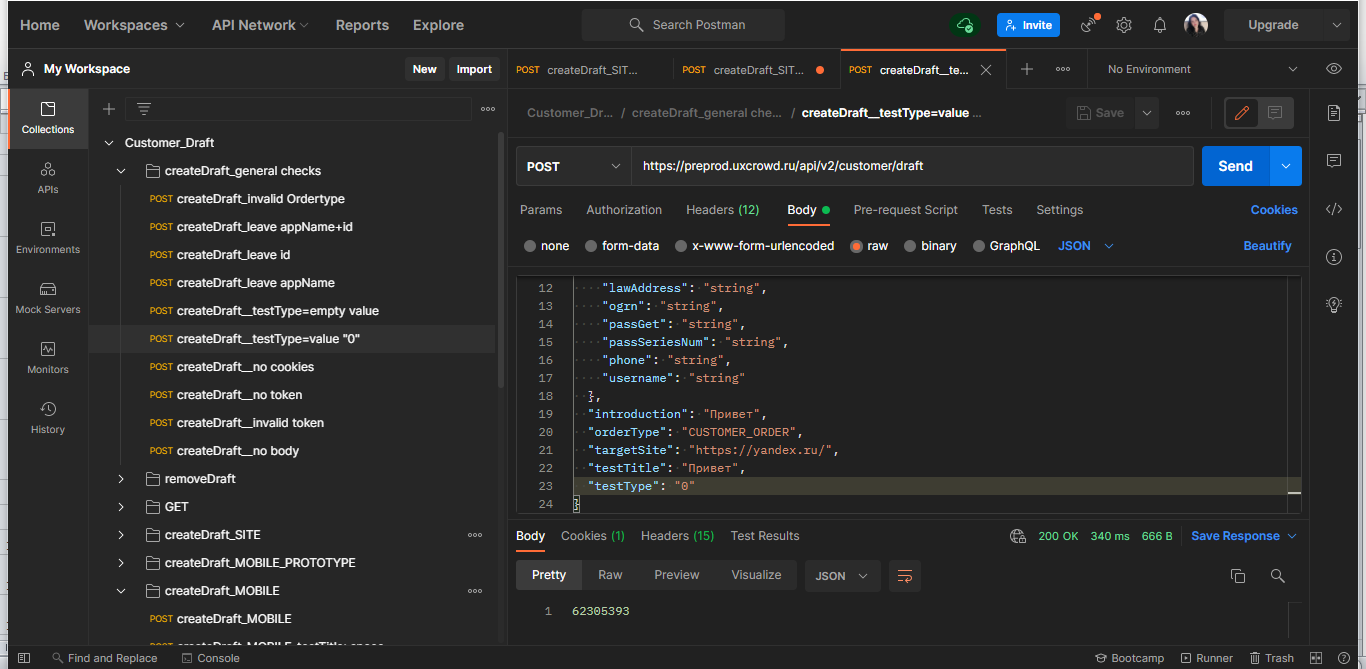 Home Workspaces API Network Reports Explore Search Postman Invite Upgrade
My Workspace New Import POST createDraft_SIT... POST createDraft_SIT... POST createDraft__te... No Environment
Customer_Dr... / createDraft_general che... / createDraft__testType=value ... Save
Collections
APIs
Environments
Mock Servers
Monitors
History
Customer_Draft
createDraft_general checks
POST createDraft_invalid Ordertype
POST createDraft_leave appName+id
POST createDraft_leave id
POST createDraft_leave appName
POST createDraft__testType=empty value
POST createDraft__testType=value "0"
POST createDraft__no cookies
POST createDraft__no token
POST createDraft__invalid token
POST createDraft__no body
removeDraft
GET
createDraft_SITE
createDraft_MOBILE_PROTOTYPE
createDraft_MOBILE
POST createDraft_MOBILE
POST https://preprod.uxcrowd.ru/api/v2/customer/draft Send
Params Authorization Headers (12) Body Pre-request Script Tests Settings Cookies
none form-data x-www-form-urlencoded raw binary GraphQL JSON Beautify
12 "lawAddress": "string",
13 "ogrn": "string",
14 "passGet": "string",
15 "passSeriesNum": "string",
16 "phone": "string",
17 "username": "string"
18 },
19 "introduction": "Привет",
20 "orderType": "CUSTOMER_ORDER",
21 "targetSite": "https://yandex.ru/",
22 "testTitle": "Привет",
23 "testType": "0"
24 }
Body Cookies (1) Headers (15) Test Results 200 OK 340 ms 666 B Save Response
Pretty Raw Preview Visualize JSON
1 62305393
Find and Replace Console Bootcamp Runner Trash